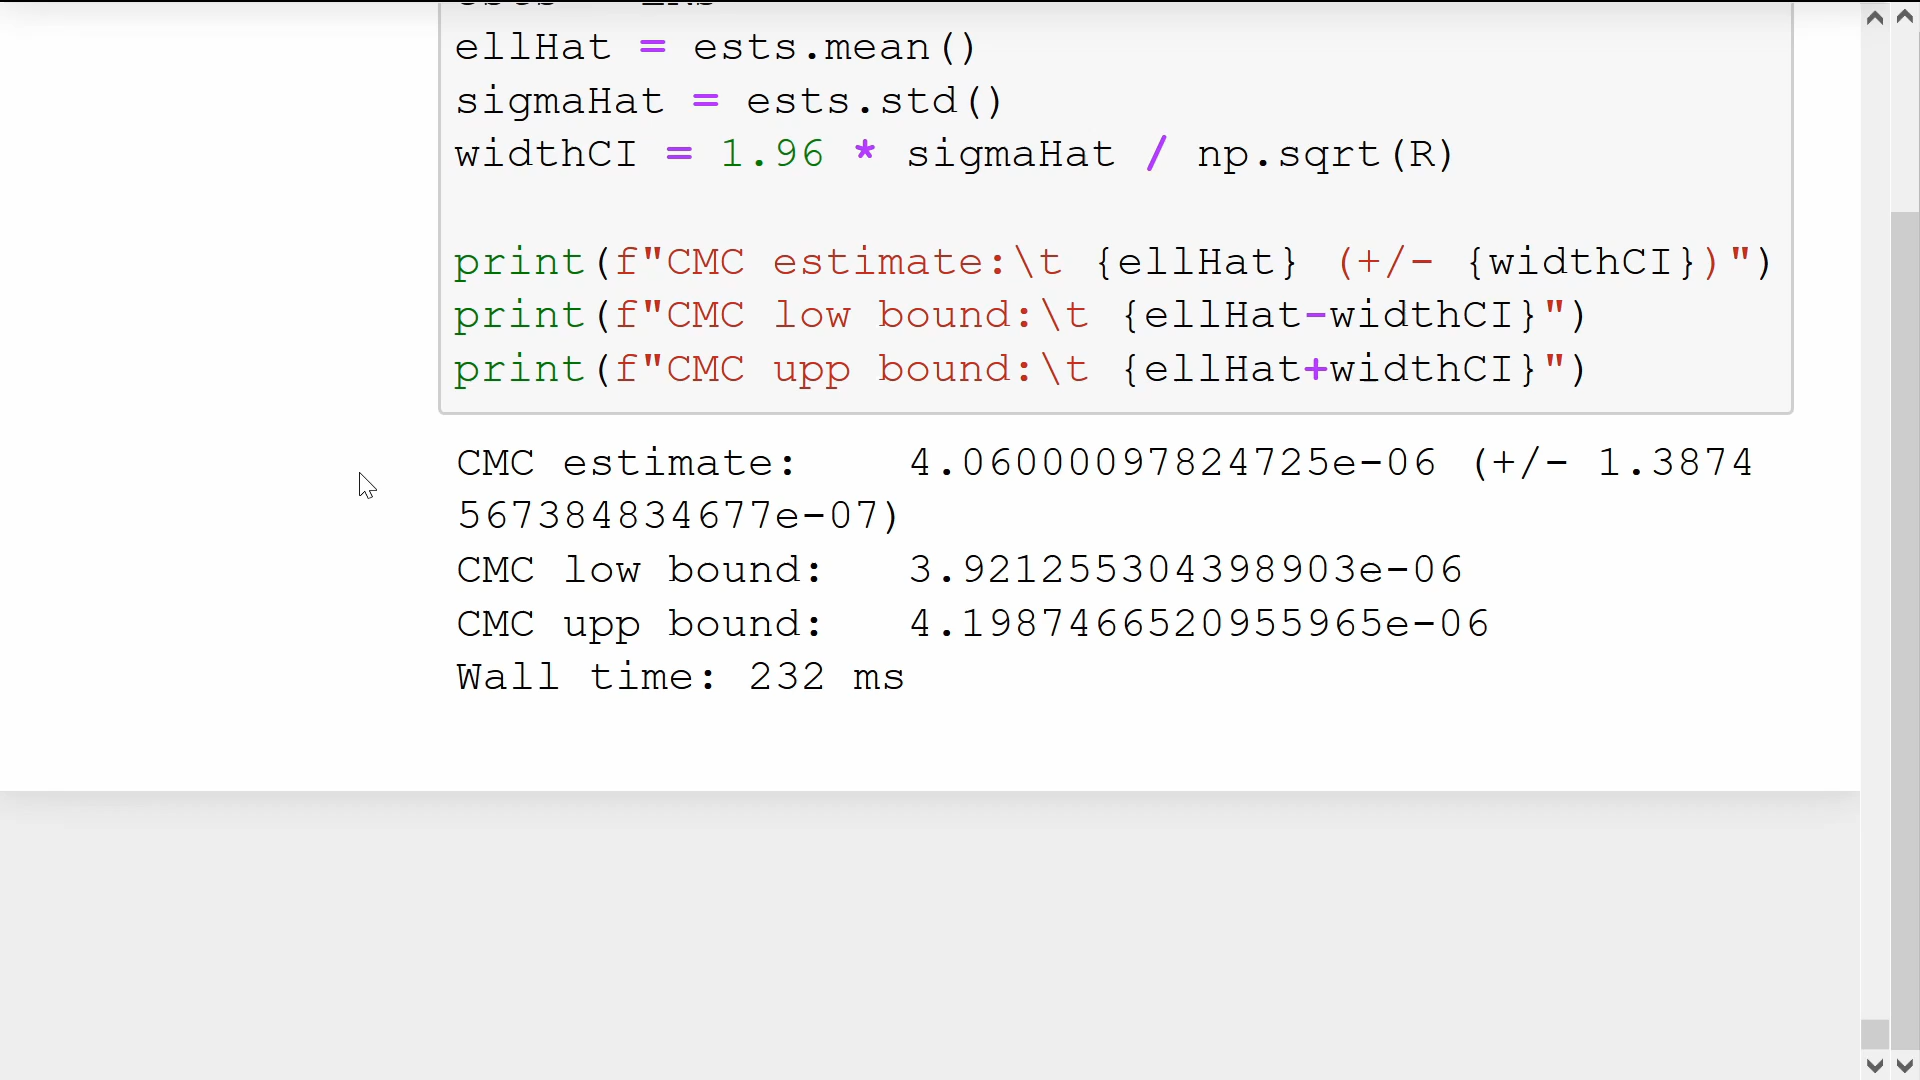 ellHat = ests.mean()
sigmaHat = ests.std()
widthCI = 1.96 * sigmaHat / np.sqrt(R)
print(f"CMC estimate:\t {ellHat} (+/- {widthCI})")
print(f"CMC low bound:\t {ellHat-widthCI}")
print(f"CMC upp bound:\t {ellHat+widthCI}")
CMC estimate: 4.06000097824725e-06 (+/- 1.3874
567384834677e-07)
CMC low bound: 3.921255304398903e-06
CMC upp bound: 4.1987466520955965e-06
Wall time: 232 ms